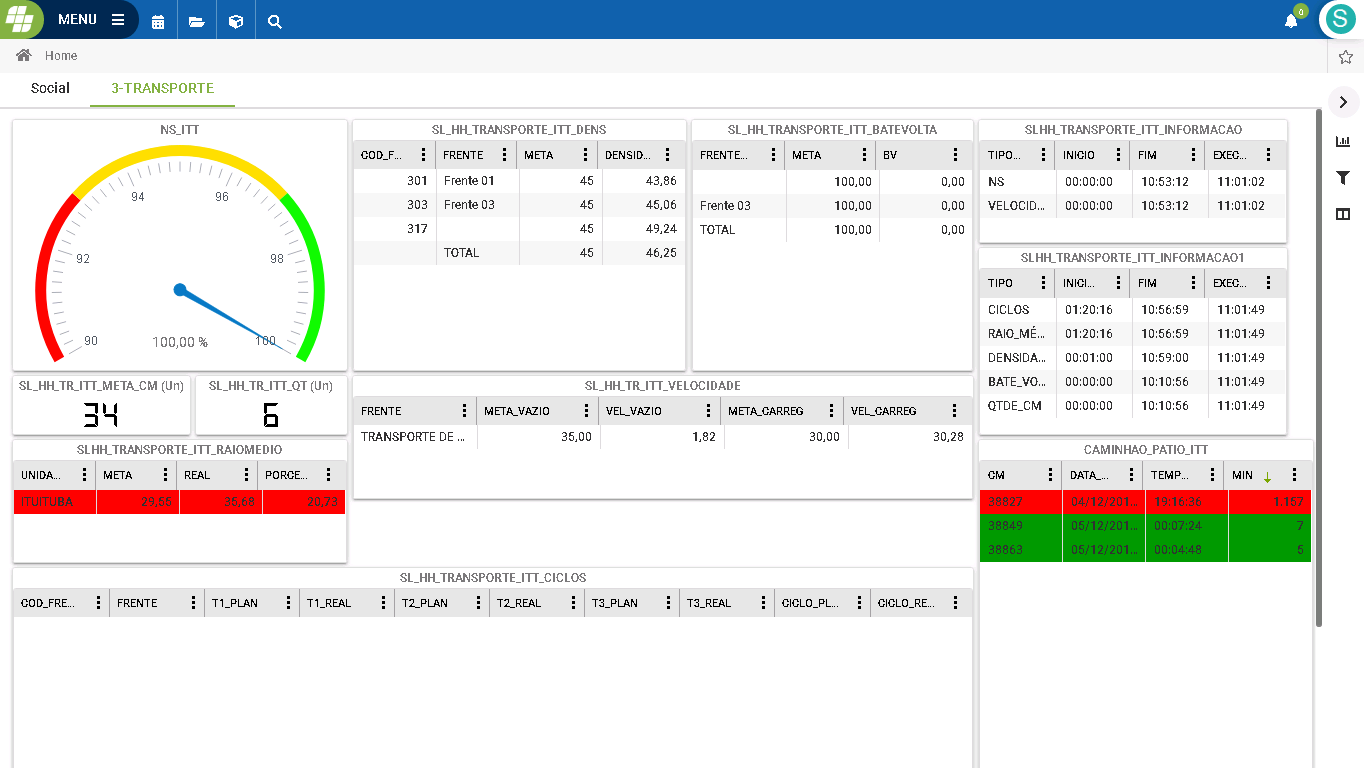 MENU
0
S
Home
Social
3-TRANSPORTE
NS_ITT
94
96
92
98
90
100
100,00 %
SL_HH_TRANSPORTE_ITT_DENS
COD_F... FRENTE META DENSID...
301 Frente 01 45 43,86
303 Frente 03 45 45,06
317 45 49,24
TOTAL 45 46,25
SL_HH_TRANSPORTE_ITT_BATEVOLTA
FRENTE... META BV
100,00 0,00
Frente 03 100,00 0,00
TOTAL 100,00 0,00
SLHH_TRANSPORTE_ITT_INFORMACAO
TIPO... INICIO FIM EXEC...
NS 00:00:00 10:53:12 11:01:02
VELOCID... 00:00:00 10:53:12 11:01:02
SLHH_TRANSPORTE_ITT_INFORMACAO1
TIPO INICI... FIM EXEC...
CICLOS 01:20:16 10:56:59 11:01:49
RAIO_MÉ... 01:20:16 10:56:59 11:01:49
DENSIDA... 00:01:00 10:59:00 11:01:49
BATE_VO... 00:00:00 10:10:56 11:01:49
QTDE_CM 00:00:00 10:10:56 11:01:49
SL_HH_TR_ITT_META_CM (Un)
34
SL_HH_TR_ITT_QT (Un)
6
SL_HH_TR_ITT_VELOCIDADE
FRENTE META_VAZIO VEL_VAZIO META_CARREG VEL_CARREG
TRANSPORTE DE ... 35,00 1,82 30,00 30,28
SLHH_TRANSPORTE_ITT_RAIOMEDIO
UNIDA... META REAL PORCE...
ITUITUBA 29,55 35,68 20,73
CAMINHAO_PATIO_ITT
CM DATA_... TEMP... MIN
38827 04/12/201... 19:16:36 1.157
38849 05/12/201... 00:07:24 7
38863 05/12/201... 00:04:48 5
SL_HH_TRANSPORTE_ITT_CICLOS
COD_FRE... FRENTE T1_PLAN T1_REAL T2_PLAN T2_REAL T3_PLAN T3_REAL CICLO_PL... CICLO_RE...